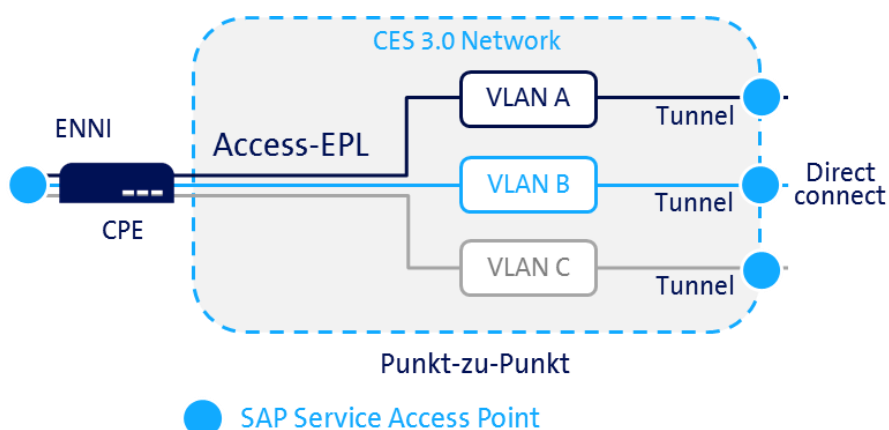 CES 3.0 Network
VLAN A
Tunnel
ENNI
Access-EPL
VLAN B
Tunnel
Direct
connect
CPE
VLAN C
Tunnel
Punkt-zu-Punkt
SAP Service Access Point